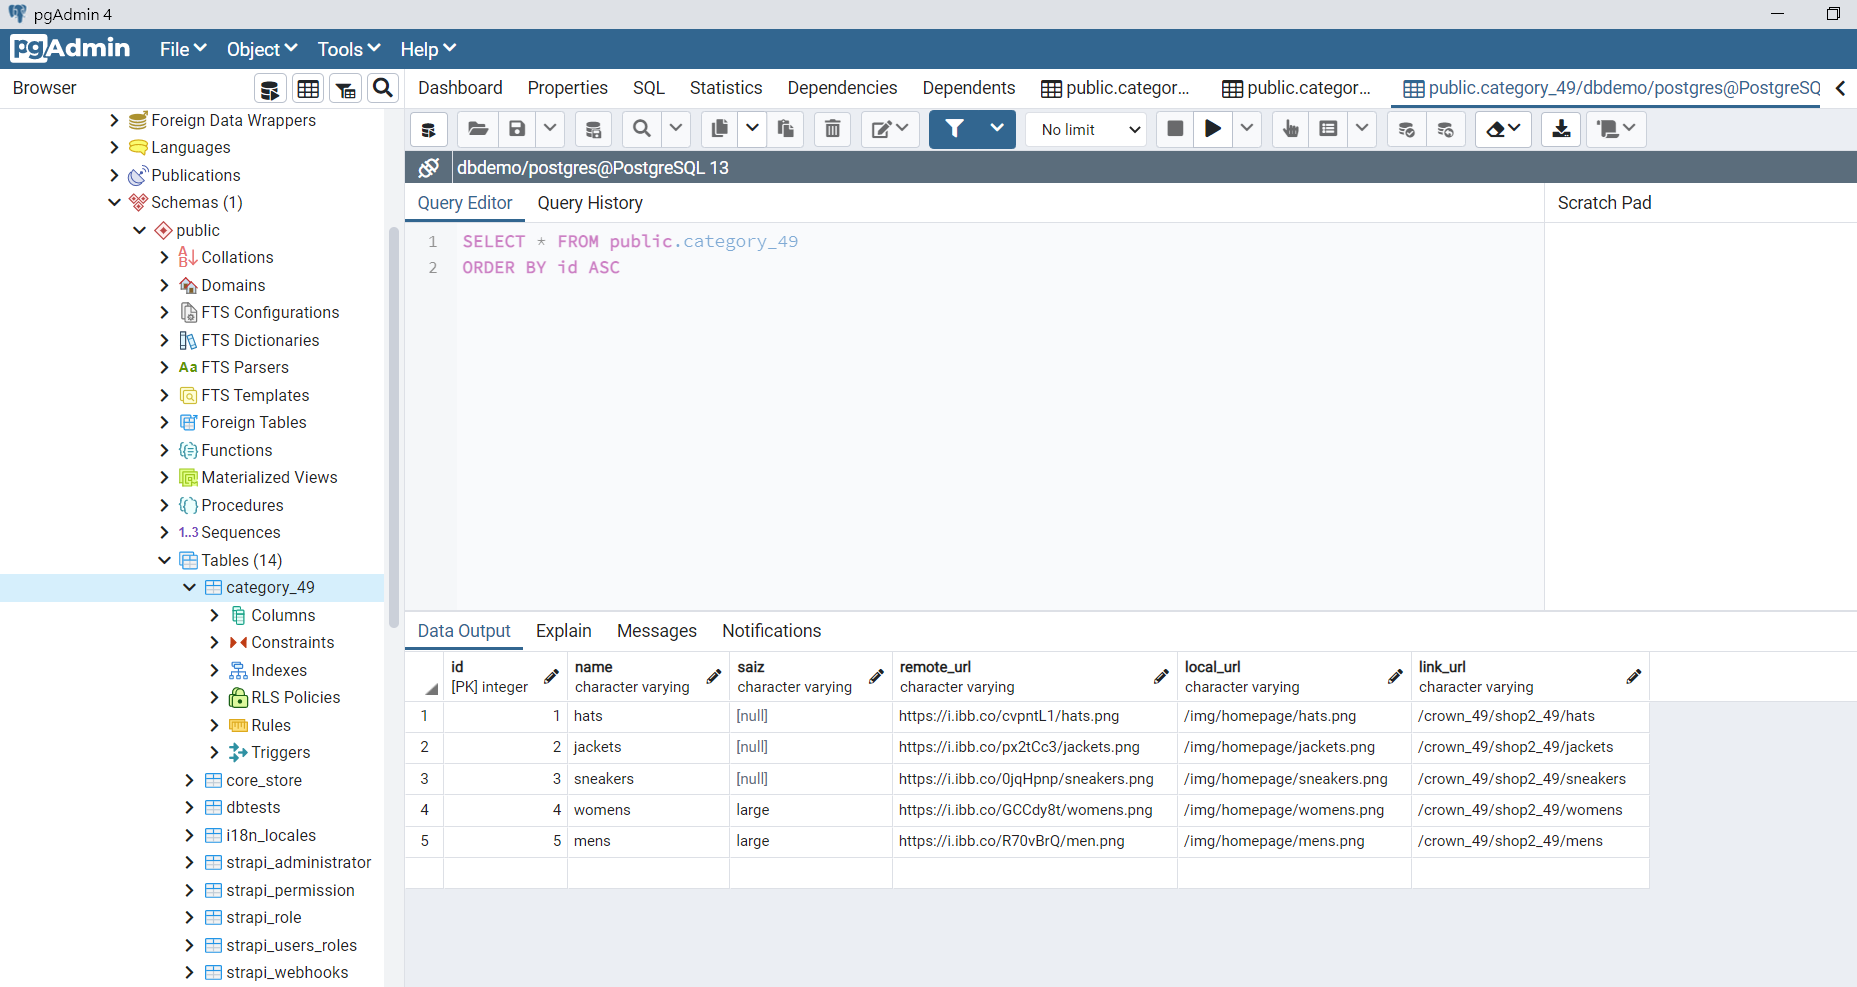 pgAdmin 4
pgAdmin File Object Tools Help
Browser
Dashboard Properties SQL Statistics Dependencies Dependents public.categor... public.categor... public.category_49/dbdemo/postgres@PostgreSQ
No limit
dbdemo/postgres@PostgreSQL 13
Query Editor Query History Scratch Pad
1 SELECT * FROM public.category_49
2 ORDER BY id ASC
Foreign Data Wrappers
Languages
Publications
Schemas (1)
public
Collations
Domains
FTS Configurations
FTS Dictionaries
Aa FTS Parsers
FTS Templates
Foreign Tables
Functions
Materialized Views
Procedures
1..3 Sequences
Tables (14)
category_49
Columns
Constraints
Indexes
RLS Policies
Rules
Triggers
core_store
dbtests
i18n_locales
strapi_administrator
strapi_permission
strapi_role
strapi_users_roles
strapi_webhooks
Data Output Explain Messages Notifications
id name saiz remote_url local_url link_url
[PK] integer character varying character varying character varying character varying character varying
1 1 hats [null] https://i.ibb.co/cvpntL1/hats.png /img/homepage/hats.png /crown_49/shop2_49/hats
2 2 jackets [null] https://i.ibb.co/px2tCc3/jackets.png /img/homepage/jackets.png /crown_49/shop2_49/jackets
3 3 sneakers [null] https://i.ibb.co/0jqHpnp/sneakers.png /img/homepage/sneakers.png /crown_49/shop2_49/sneakers
4 4 womens large https://i.ibb.co/GCCdy8t/womens.png /img/homepage/womens.png /crown_49/shop2_49/womens
5 5 mens large https://i.ibb.co/R70vBrQ/men.png /img/homepage/mens.png /crown_49/shop2_49/mens